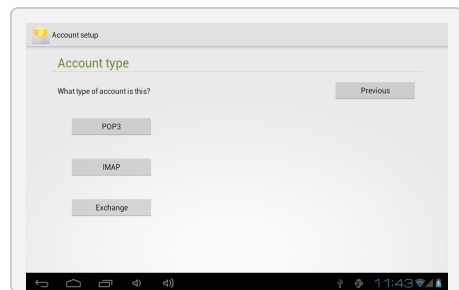 Account setup
Account type
What type of account is this?
Previous
POP3
IMAP
Exchange
11:43